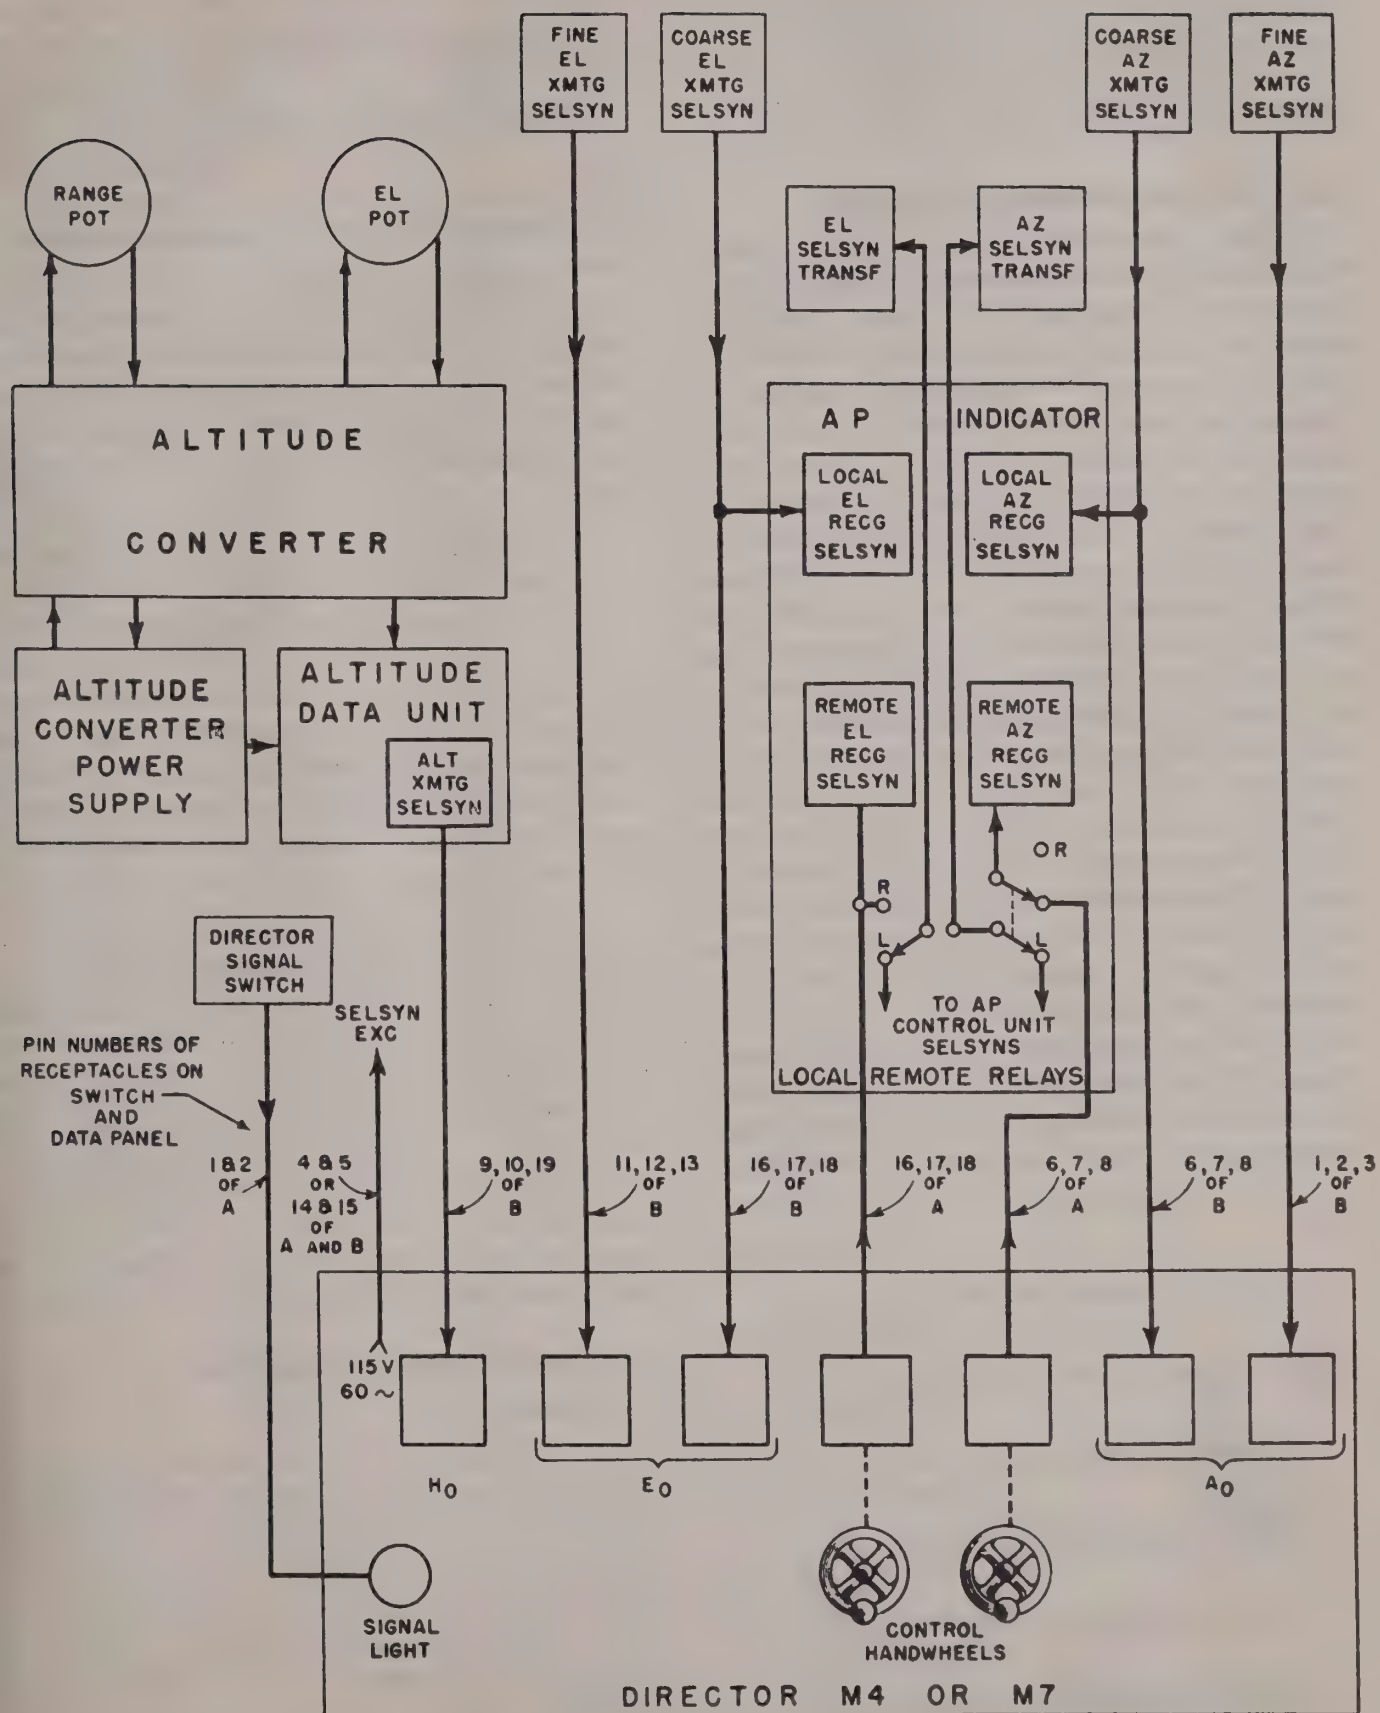 FINE
EL
XMTG
SELSYN
COARSE
EL
XMTG
SELSYN
COARSE
AZ
XMTG
SELSYN
FINE
AZ
XMTG
SELSYN
RANGE
POT
EL
POT
EL
SELSYN
TRANSF
AZ
SELSYN
TRANSF
ALTITUDE
CONVERTER
AP INDICATOR
LOCAL
EL
RECG
SELSYN
LOCAL
AZ
RECG
SELSYN
ALTITUDE
CONVERTER
POWER
SUPPLY
ALTITUDE
DATA UNIT
ALT
XMTG
SELSYN
REMOTE
EL
RECG
SELSYN
REMOTE
AZ
RECG
SELSYN
R
OR
L
L
TO AP
CONTROL UNIT
SELSYNS
LOCAL REMOTE RELAYS
DIRECTOR
SIGNAL
SWITCH
SELSYN
EXC
PIN NUMBERS OF
RECEPTACLES ON
SWITCH
AND
DATA PANEL
1&2
OF
A
4&5
OR
14&15
OF
A AND B
9,10,19
OF
B
11,12,13
OF
B
16,17,18
OF
B
16,17,18
OF
A
6,7,8
OF
A
6,7,8
OF
B
1,2,3
OF
B
115V
60~
H0
E0
A0
SIGNAL
LIGHT
CONTROL
HANDWHEELS
DIRECTOR M4 OR M7